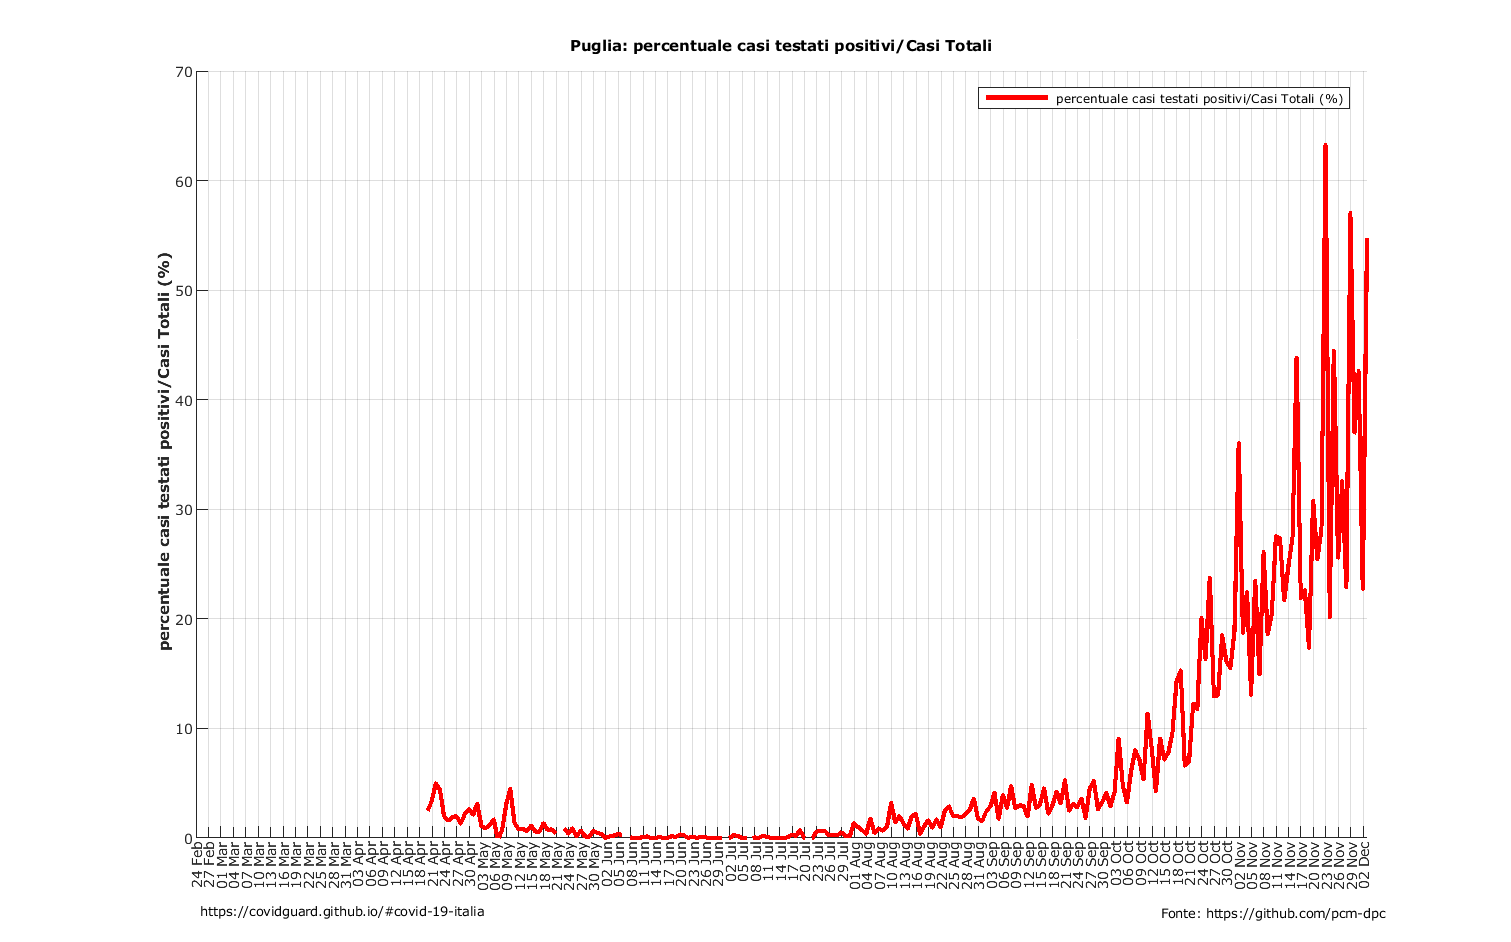 Puglia: percentuale casi testati positivi/Casi Totali
percentuale casi testati positivi/Casi Totali (%)
percentuale casi testati positivi/Casi Totali (%)
70
60
50
40
30
20
10
0
24 Feb
27 Feb
01 Mar
04 Mar
07 Mar
10 Mar
13 Mar
16 Mar
19 Mar
22 Mar
25 Mar
28 Mar
31 Mar
03 Apr
06 Apr
09 Apr
12 Apr
15 Apr
18 Apr
21 Apr
24 Apr
27 Apr
30 Apr
03 May
06 May
09 May
12 May
15 May
18 May
21 May
24 May
27 May
30 May
02 Jun
05 Jun
08 Jun
11 Jun
14 Jun
17 Jun
20 Jun
23 Jun
26 Jun
29 Jun
02 Jul
05 Jul
08 Jul
11 Jul
14 Jul
17 Jul
20 Jul
23 Jul
26 Jul
29 Jul
01 Aug
04 Aug
07 Aug
10 Aug
13 Aug
16 Aug
19 Aug
22 Aug
25 Aug
28 Aug
31 Aug
03 Sep
06 Sep
09 Sep
12 Sep
15 Sep
18 Sep
21 Sep
24 Sep
27 Sep
30 Sep
03 Oct
06 Oct
09 Oct
12 Oct
15 Oct
18 Oct
21 Oct
24 Oct
27 Oct
30 Oct
02 Nov
05 Nov
08 Nov
11 Nov
14 Nov
17 Nov
20 Nov
23 Nov
26 Nov
29 Nov
02 Dec
https://covidguard.github.io/#covid-19-italia
Fonte: https://github.com/pcm-dpc